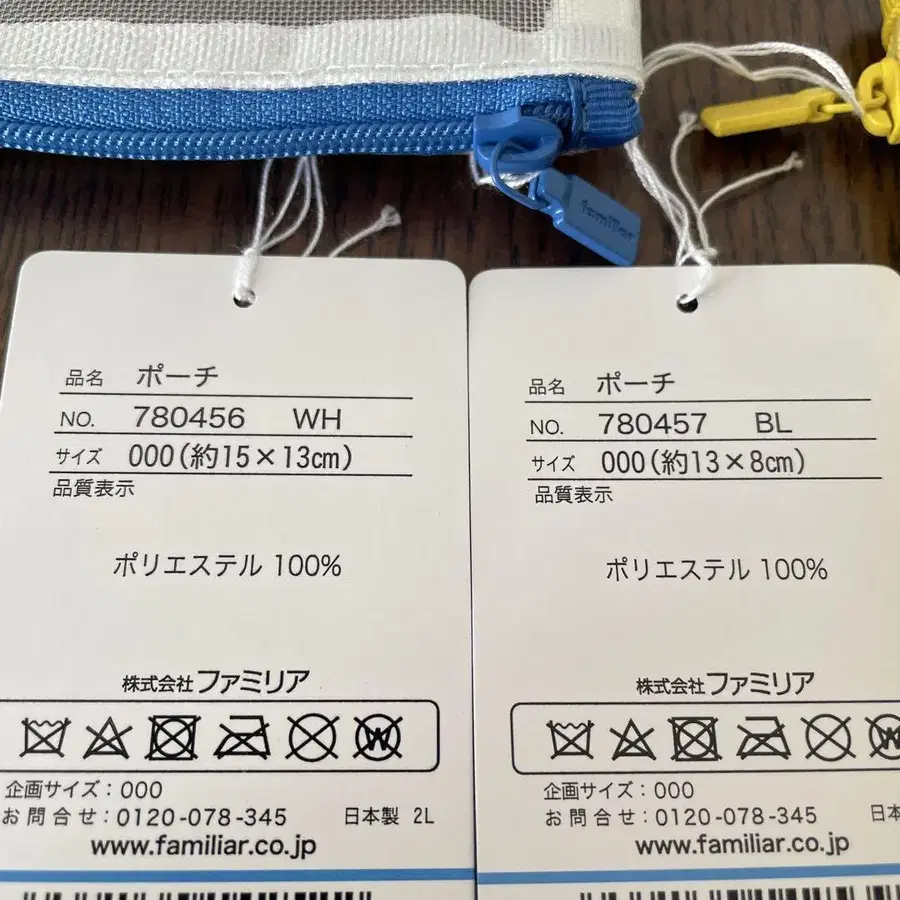 familiar
品名 ポーチ
NO. 780456 WH
サイズ 000(約15×13cm)
品質表示
ポリエステル 100%
株式会社ファミリア
企画サイズ:000
お問合せ:0120-078-345 日本製 2L
www.familiar.co.jp
品名 ポーチ
NO. 780457 BL
サイズ 000(約13×8cm)
品質表示
ポリエステル 100%
株式会社ファミリア
企画サイズ:000
お問合せ:0120-078-345 日本
www.familiar.co.jp